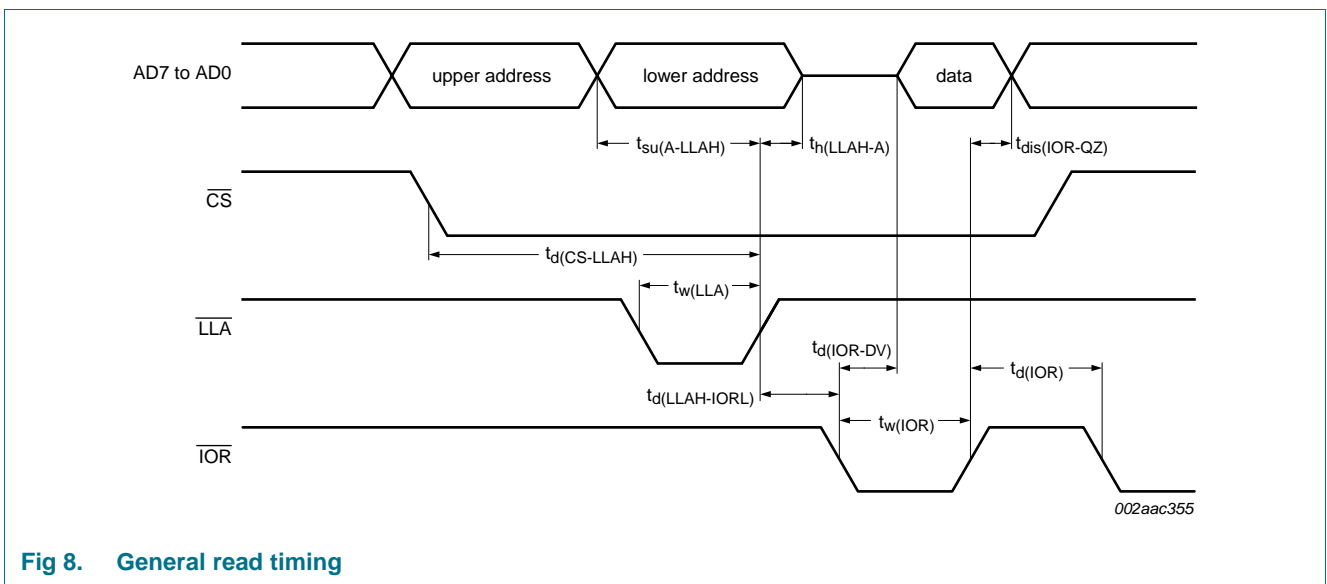 AD7 to AD0
upper address
lower address
data
tsu(A-LLAH)
th(LLAH-A)
tdis(IOR-QZ)
CS
td(CS-LLAH)
tw(LLA)
LLA
td(IOR-DV)
td(IOR)
td(LLAH-IORL)
tw(IOR)
IOR
002aac355
Fig 8. General read timing